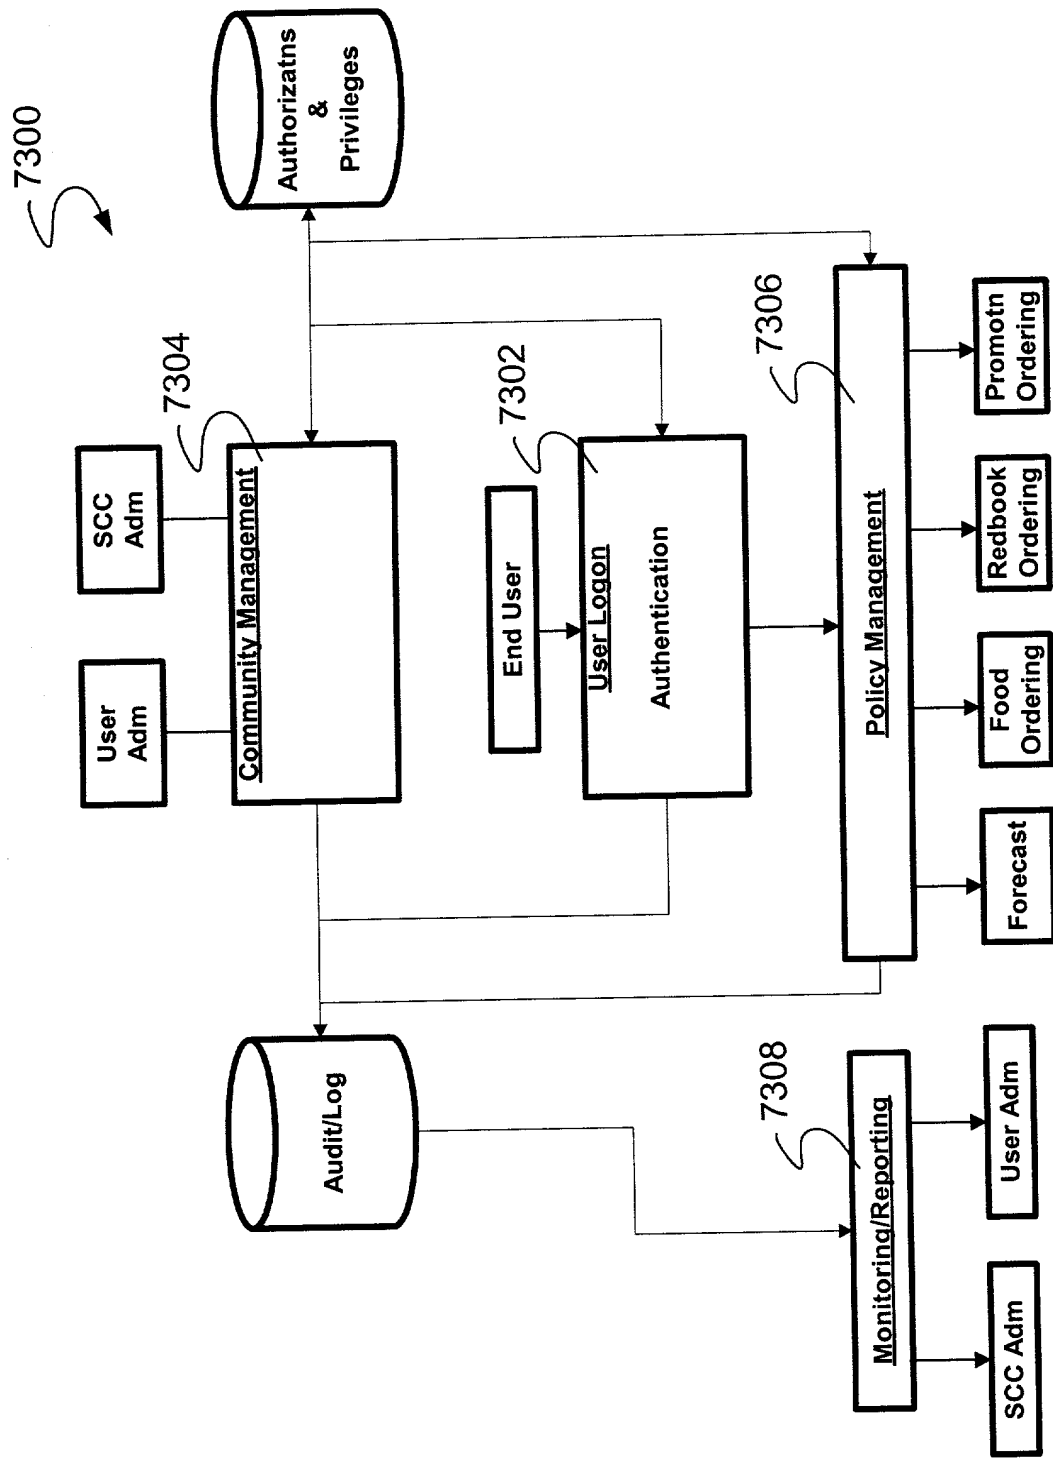 7300
User
Adm
SCC
Adm
7304
Community Management
Audit/Log
Authorizatns
&
Privileges
End User
7302
User Logon
Authentication
7308
7306
Monitoring/Reporting
Policy Management
SCC Adm
User Adm
Forecast
Food
Ordering
Redbook
Ordering
Promotn
Ordering